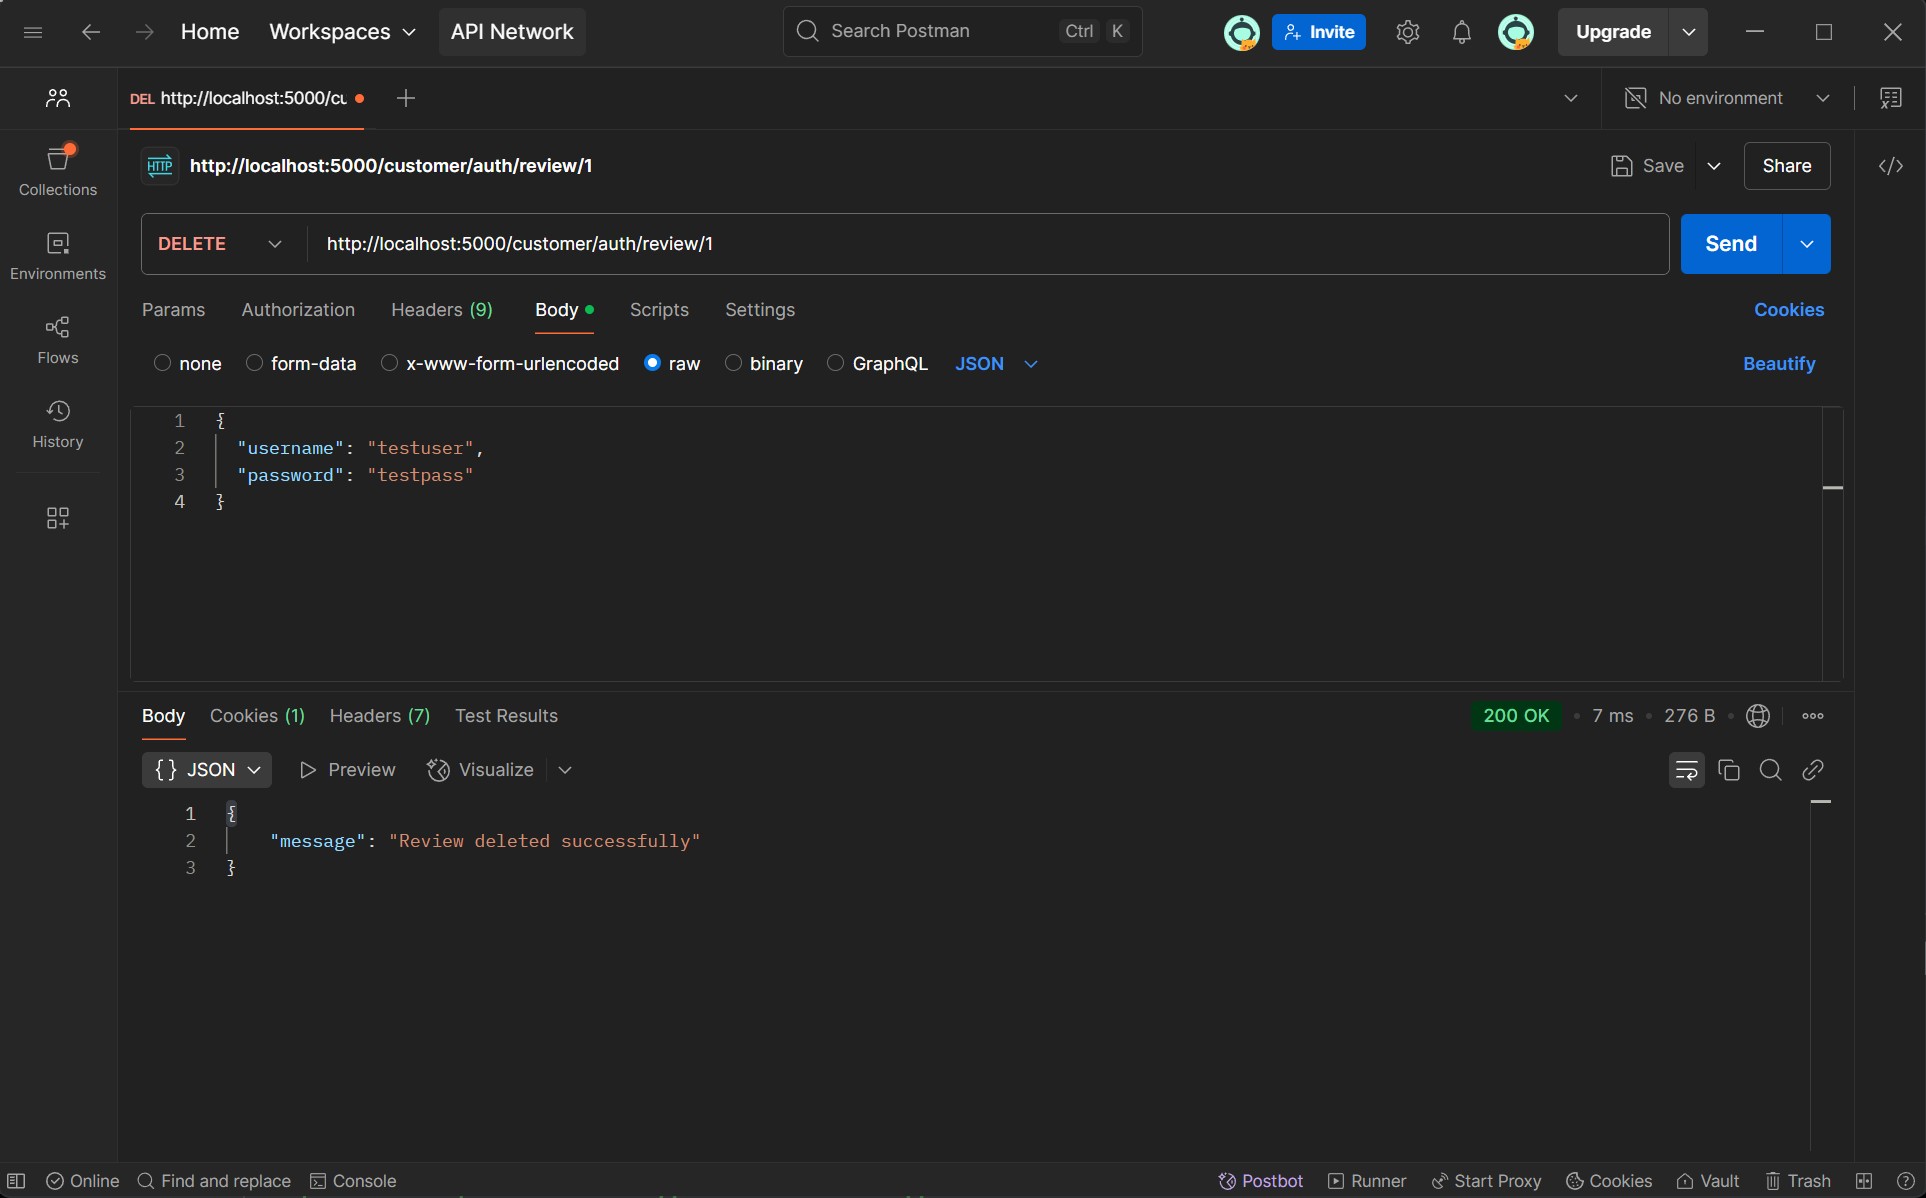 Home Workspaces API Network Search Postman Ctrl K Invite Upgrade
DEL http://localhost:5000/cu No environment
Collections
Environments
Flows
History
HTTP http://localhost:5000/customer/auth/review/1 Save Share
DELETE http://localhost:5000/customer/auth/review/1 Send
Params Authorization Headers (9) Body Scripts Settings Cookies
none form-data x-www-form-urlencoded raw binary GraphQL JSON Beautify
1 {
2 "username": "testuser",
3 "password": "testpass"
4 }
Body Cookies (1) Headers (7) Test Results 200 OK • 7 ms • 276 B •
{} JSON Preview Visualize
1 {
2 "message": "Review deleted successfully"
3 }
Online Find and replace Console Postbot Runner Start Proxy Cookies Vault Trash